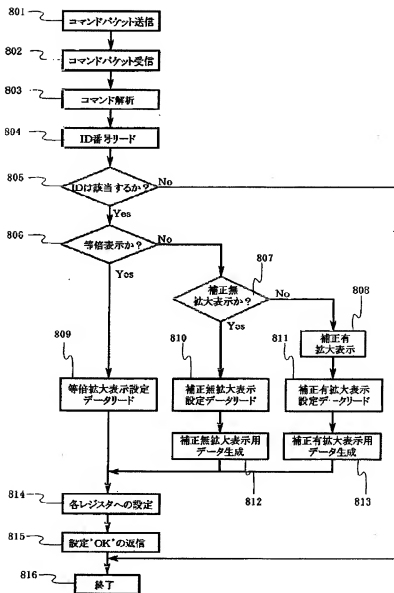 801
コマンドパケット送信
802
コマンドパケット受信
803
コマンド解析
804
ID番号リード
805
IDは該当するか？
No
Yes
806
等倍表示か？
No
Yes
807
補正無
拡大表示か？
No
Yes
808
補正有
拡大表示
809
等倍拡大表示設定
データリード
810
補正無拡大表示
設定データリード
811
補正有拡大表示
設定データリード
補正無拡大表示用
データ生成
812
補正有拡大表示用
データ生成
813
814
各レジスタへの設定
815
設定"OK"の返信
816
終了